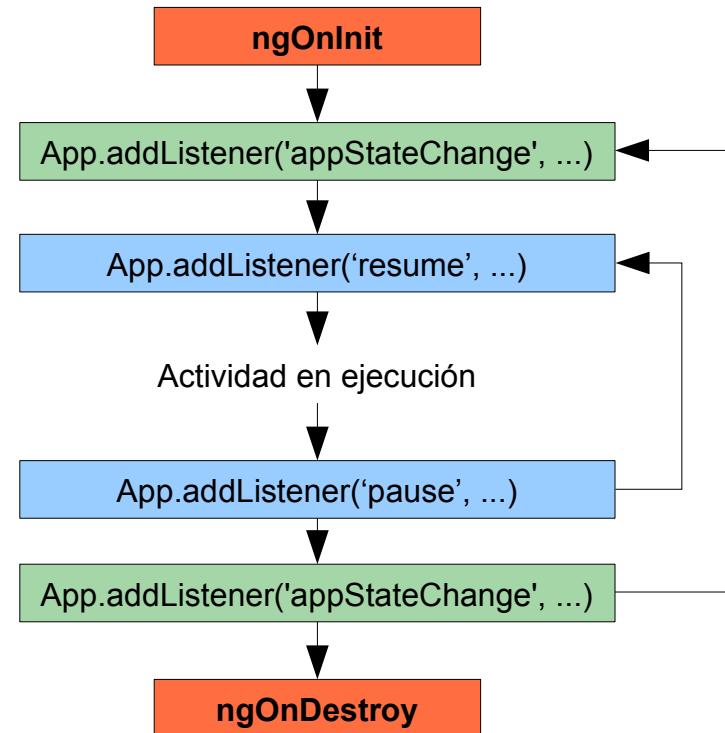 ngOnInit
App.addListener('appStateChange', ...)
App.addListener(‘resume’, ...)
Actividad en ejecución
App.addListener(‘pause’, ...)
App.addListener('appStateChange', ...)
ngOnDestroy